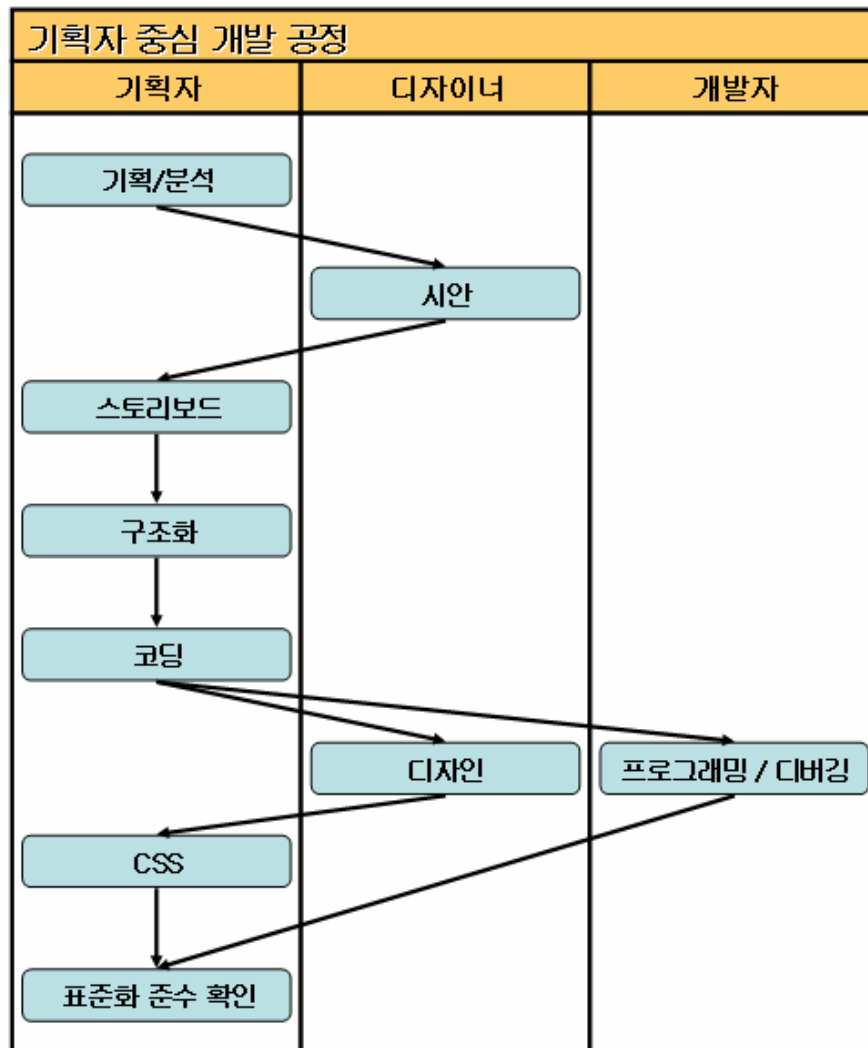 기획자 중심 개발 공정
기획자
디자이너
개발자
기획/분석
시안
스토리보드
구조화
코딩
디자인
프로그래밍 / 디버깅
CSS
표준화 준수 확인